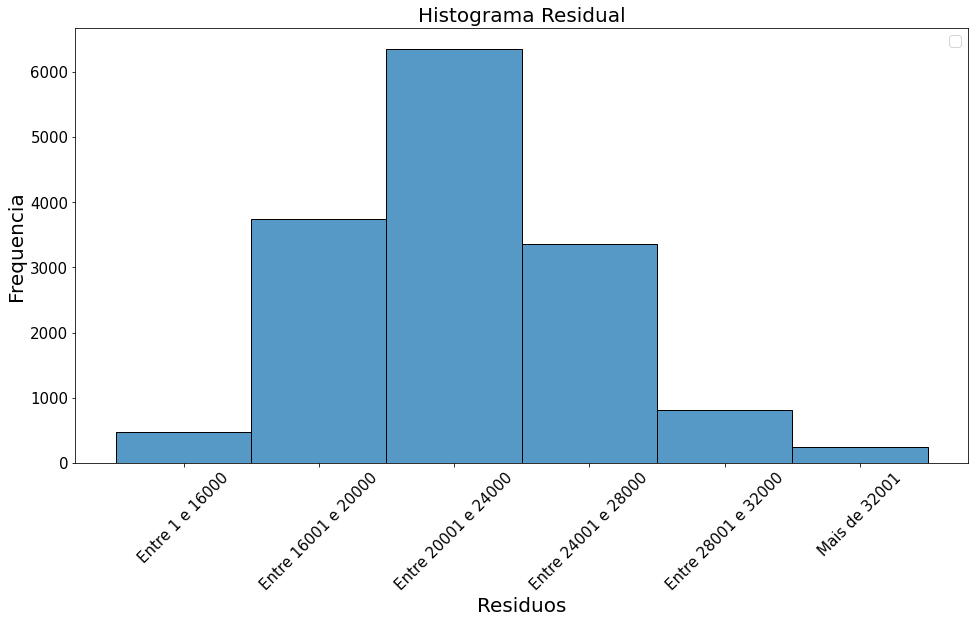 Histograma Residual
Frequencia
6000
5000
4000
3000
2000
1000
0
Entre 1 e 16000
Entre 16001 e 20000
Entre 20001 e 24000
Entre 24001 e 28000
Entre 28001 e 32000
Mais de 32001
Residuos